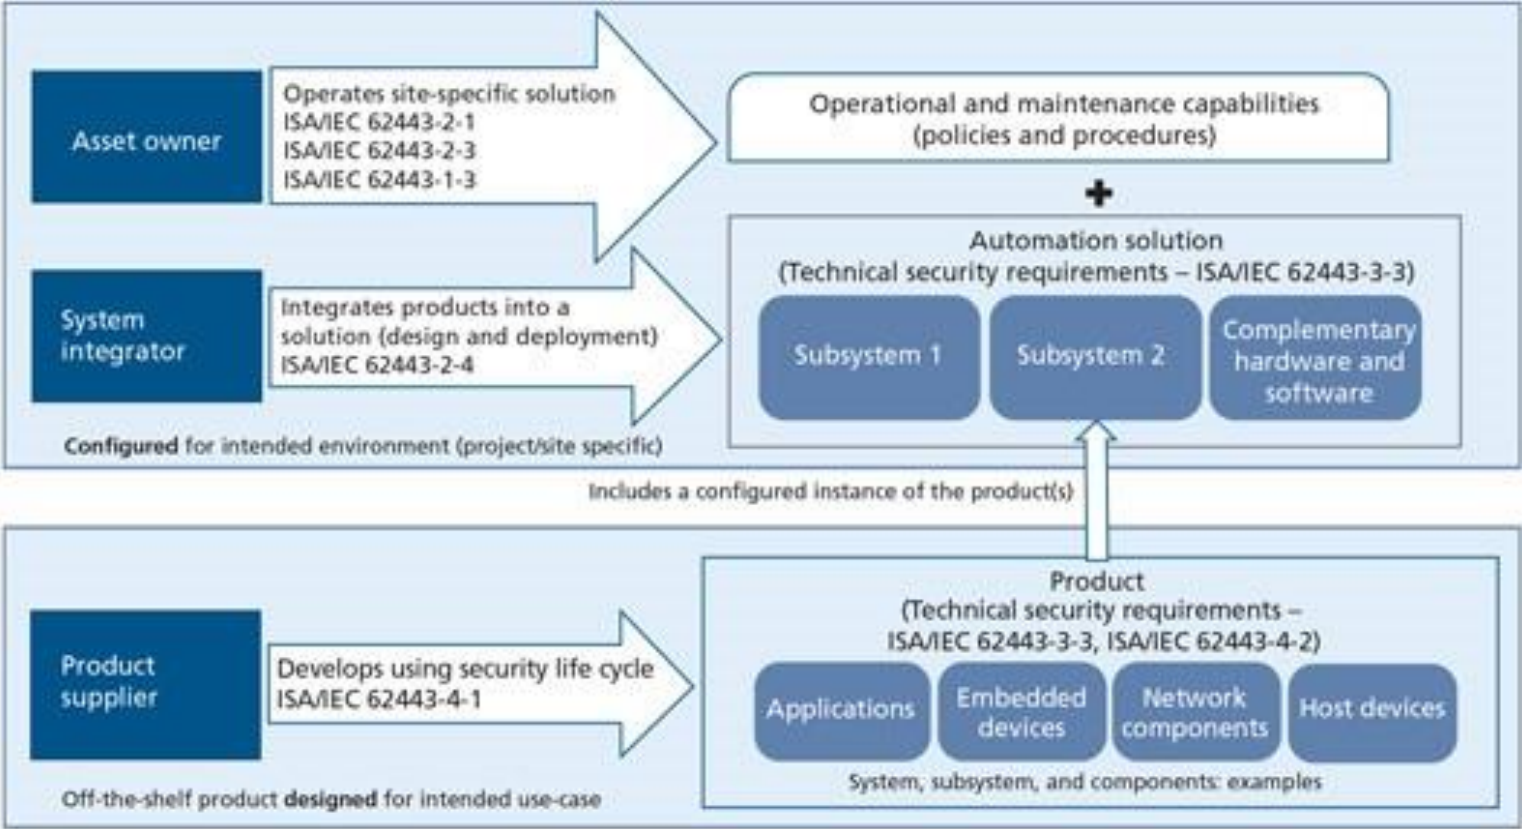 Asset owner
Operates site-specific solution
ISA/IEC 62443-2-1
ISA/IEC 62443-2-3
ISA/IEC 62443-1-3
Operational and maintenance capabilities
(policies and procedures)
+
Automation solution
(Technical security requirements – ISA/IEC 62443-3-3)
System
integrator
Integrates products into a
solution (design and deployment)
ISA/IEC 62443-2-4
Subsystem 1
Subsystem 2
Complementary
hardware and
software
Configured for intended environment (project/site specific)
Includes a configured instance of the product(s)
Product
supplier
Develops using security life cycle
ISA/IEC 62443-4-1
Product
(Technical security requirements –
ISA/IEC 62443-3-3, ISA/IEC 62443-4-2)
Applications
Embedded
devices
Network
components
Host devices
System, subsystem, and components: examples
Off-the-shelf product designed for intended use-case